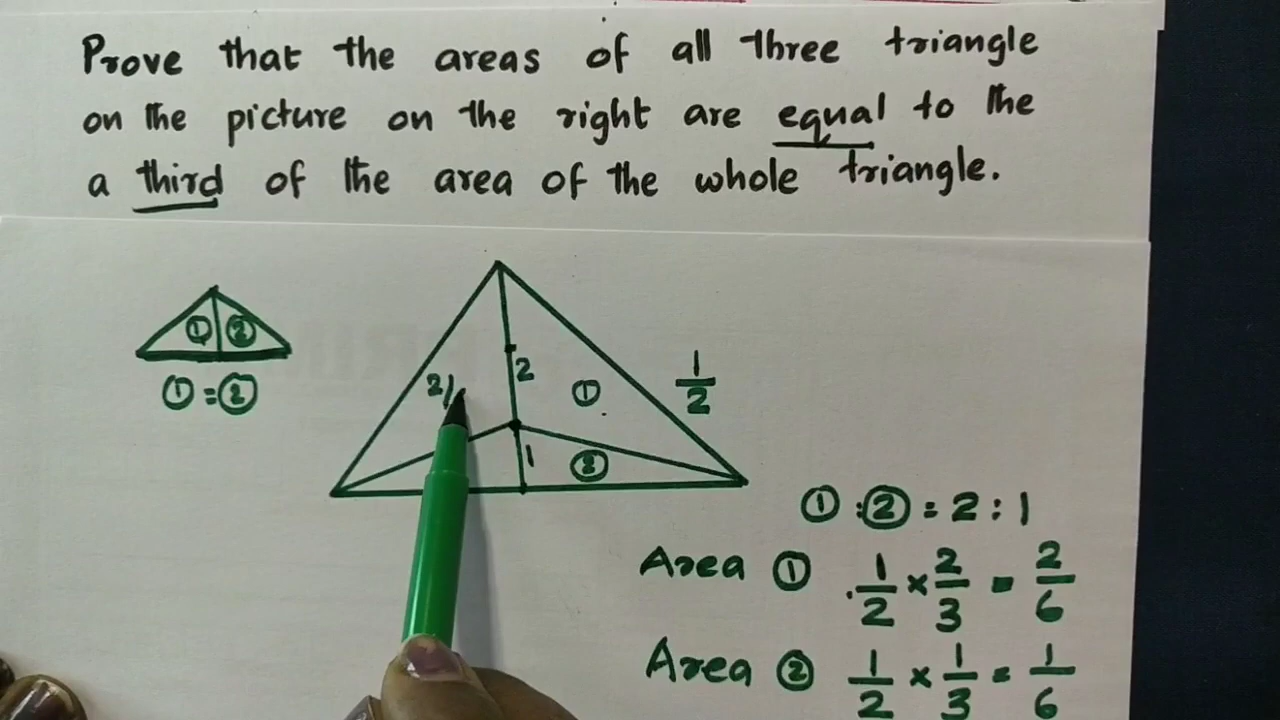 Prove that the areas of all three triangle
on the picture on the right are equal to the
a third of the area of the whole triangle.
① ②
① = ②
2/
2
①
1/2
1
②
① : ② = 2 : 1
Area ① 1/2 × 2/3 = 2/6
Area ② 1/2 × 1/3 = 1/6